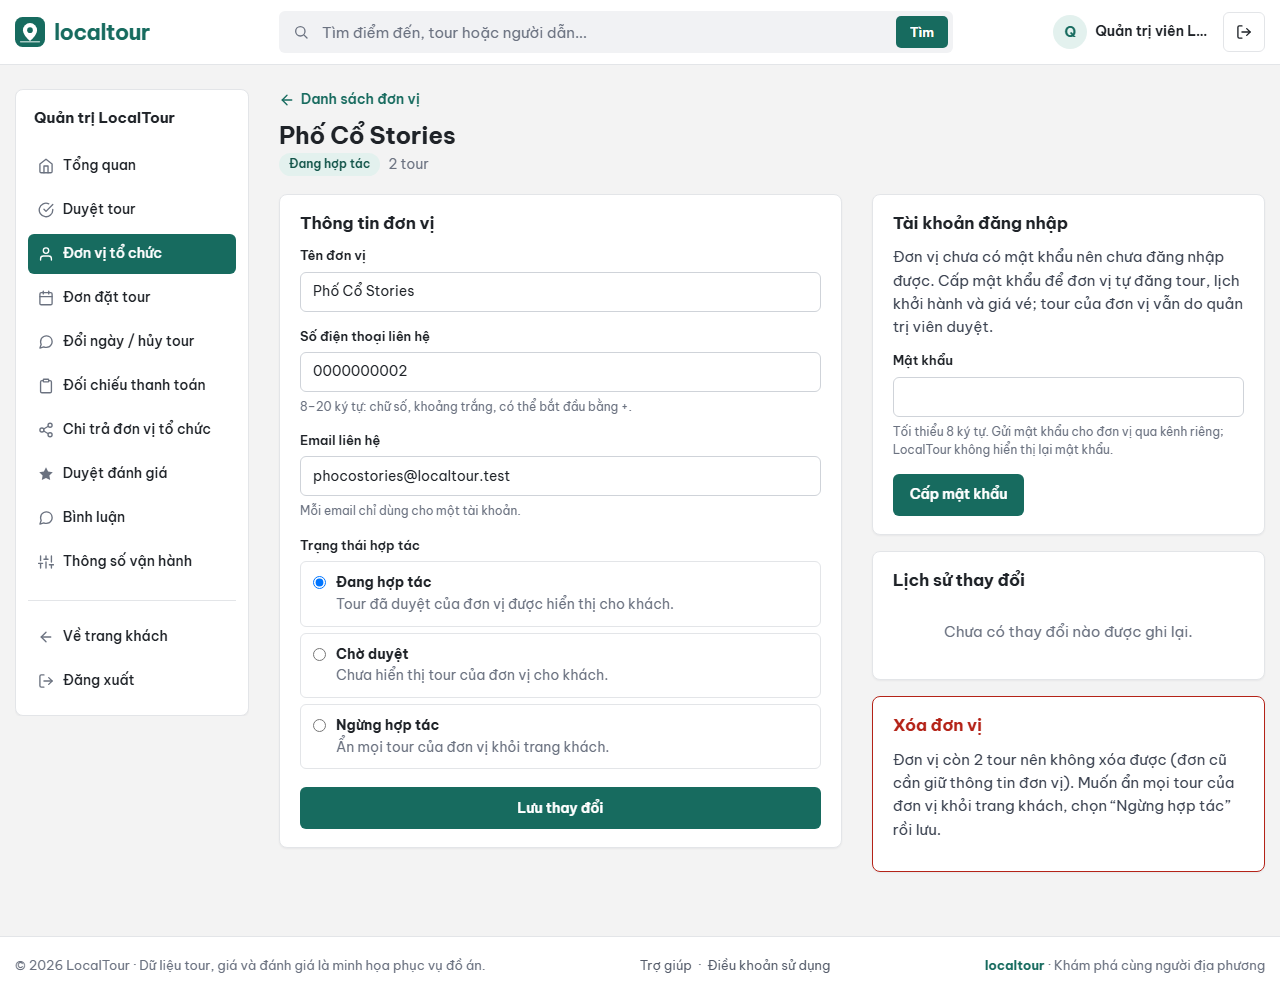 localtour
Tìm điểm đến, tour hoặc người dẫn...
Tìm
Q
Quản trị viên L...
Quản trị LocalTour
Tổng quan
Duyệt tour
Đơn vị tổ chức
Đơn đặt tour
Đổi ngày / hủy tour
Đối chiếu thanh toán
Chi trả đơn vị tổ chức
Duyệt đánh giá
Bình luận
Thông số vận hành
Về trang khách
Đăng xuất
Danh sách đơn vị
Phố Cổ Stories
Đang hợp tác
2 tour
Thông tin đơn vị
Tên đơn vị
Phố Cổ Stories
Số điện thoại liên hệ
0000000002
8–20 ký tự: chữ số, khoảng trắng, có thể bắt đầu bằng +.
Email liên hệ
phocostories@localtour.test
Mỗi email chỉ dùng cho một tài khoản.
Trạng thái hợp tác
Đang hợp tác
Tour đã duyệt của đơn vị được hiển thị cho khách.
Chờ duyệt
Chưa hiển thị tour của đơn vị cho khách.
Ngừng hợp tác
Ẩn mọi tour của đơn vị khỏi trang khách.
Lưu thay đổi
Tài khoản đăng nhập
Đơn vị chưa có mật khẩu nên chưa đăng nhập
được. Cấp mật khẩu để đơn vị tự đăng tour, lịch
khởi hành và giá vé; tour của đơn vị vẫn do quản
trị viên duyệt.
Mật khẩu
Tối thiểu 8 ký tự. Gửi mật khẩu cho đơn vị qua kênh riêng;
LocalTour không hiển thị lại mật khẩu.
Cấp mật khẩu
Lịch sử thay đổi
Chưa có thay đổi nào được ghi lại.
Xóa đơn vị
Đơn vị còn 2 tour nên không xóa được (đơn cũ
cần giữ thông tin đơn vị). Muốn ẩn mọi tour của
đơn vị khỏi trang khách, chọn “Ngừng hợp tác”
rồi lưu.
© 2026 LocalTour · Dữ liệu tour, giá và đánh giá là minh họa phục vụ đồ án.
Trợ giúp · Điều khoản sử dụng
localtour · Khám phá cùng người địa phương